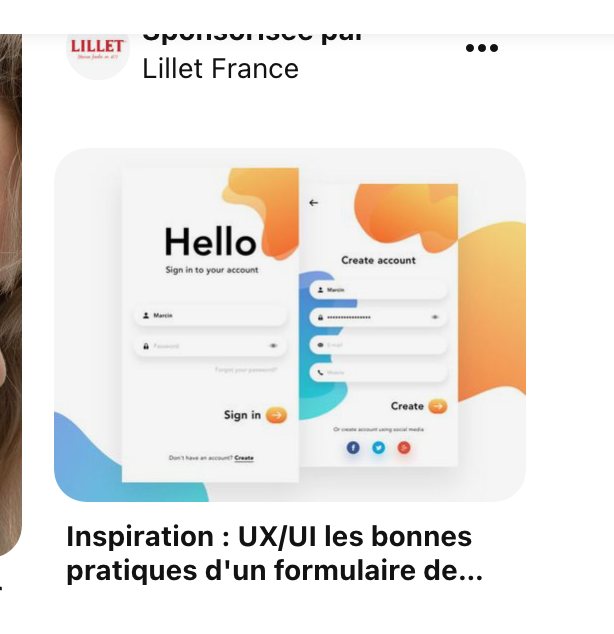 Sponsorisée par
LILLET
Lillet France
Hello
Sign in to your account
Marcin
Password
Forgot your password?
Sign in
Don't have an account? Create
Create account
Marcin
E-mail
Mobile
Create
Or create account using social media
Inspiration : UX/UI les bonnes
pratiques d'un formulaire de...